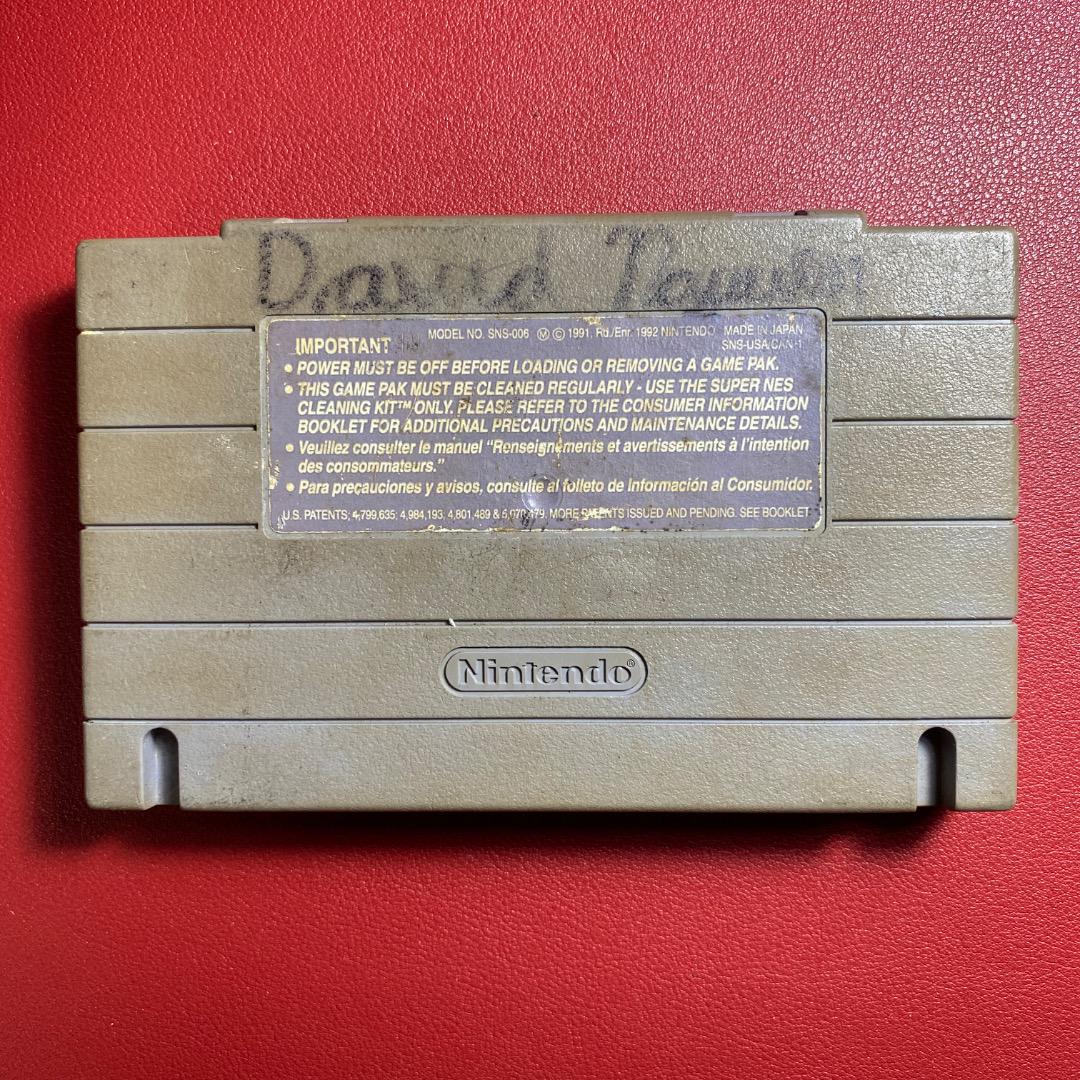 David
MODEL NO. SNS-006 Ⓜ © 1991, Rd./Enr. 1992 NINTENDO MADE IN JAPAN
IMPORTANT SNS-USA/CAN-1
• POWER MUST BE OFF BEFORE LOADING OR REMOVING A GAME PAK.
• THIS GAME PAK MUST BE CLEANED REGULARLY - USE THE SUPER NES
CLEANING KIT™ ONLY. PLEASE REFER TO THE CONSUMER INFORMATION
BOOKLET FOR ADDITIONAL PRECAUTIONS AND MAINTENANCE DETAILS.
• Veuillez consulter le manuel "Renseignements et avertissements à l'intention
des consommateurs."
• Para precauciones y avisos, consulte al folleto de Información al Consumidor.
U.S. PATENTS; 4,799,635; 4,984,193; 4,801,489 & MORE PATENTS ISSUED AND PENDING. SEE BOOKLET
Nintendo®